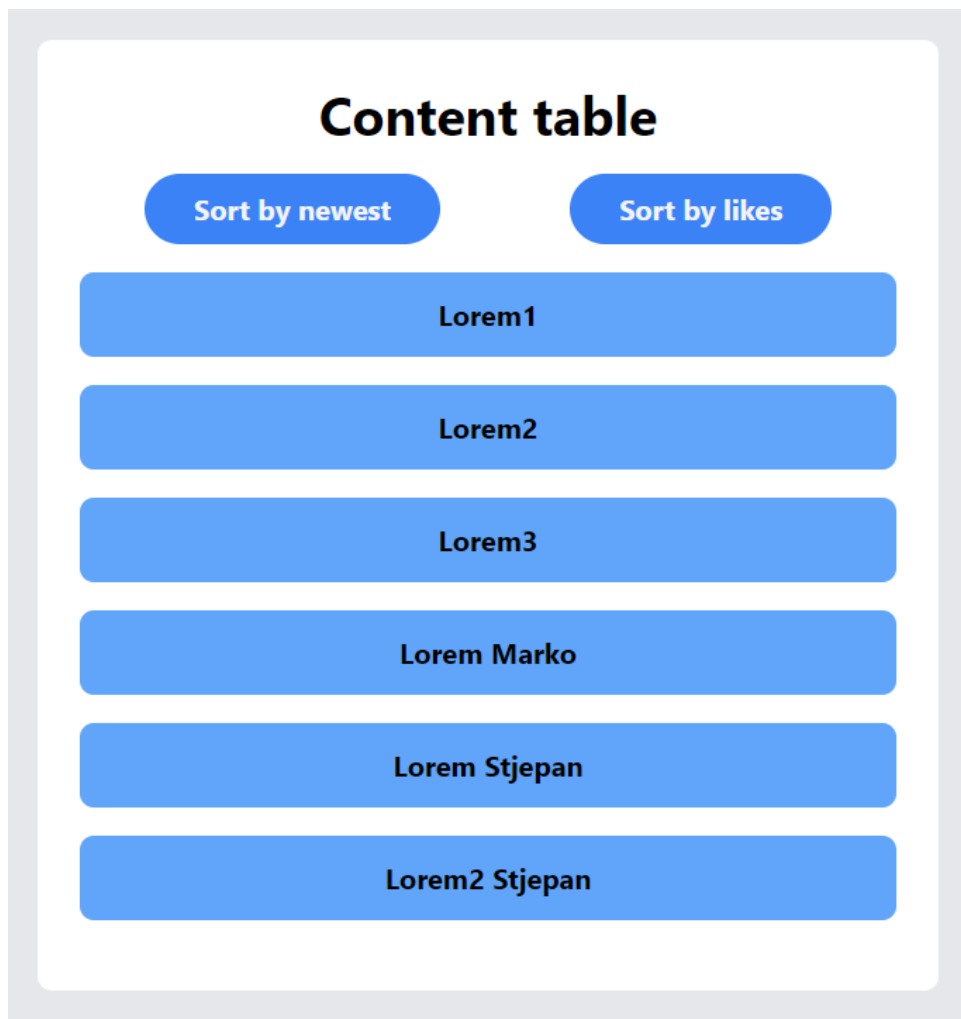 Content table
Sort by newest
Sort by likes
Lorem1
Lorem2
Lorem3
Lorem Marko
Lorem Stjepan
Lorem2 Stjepan